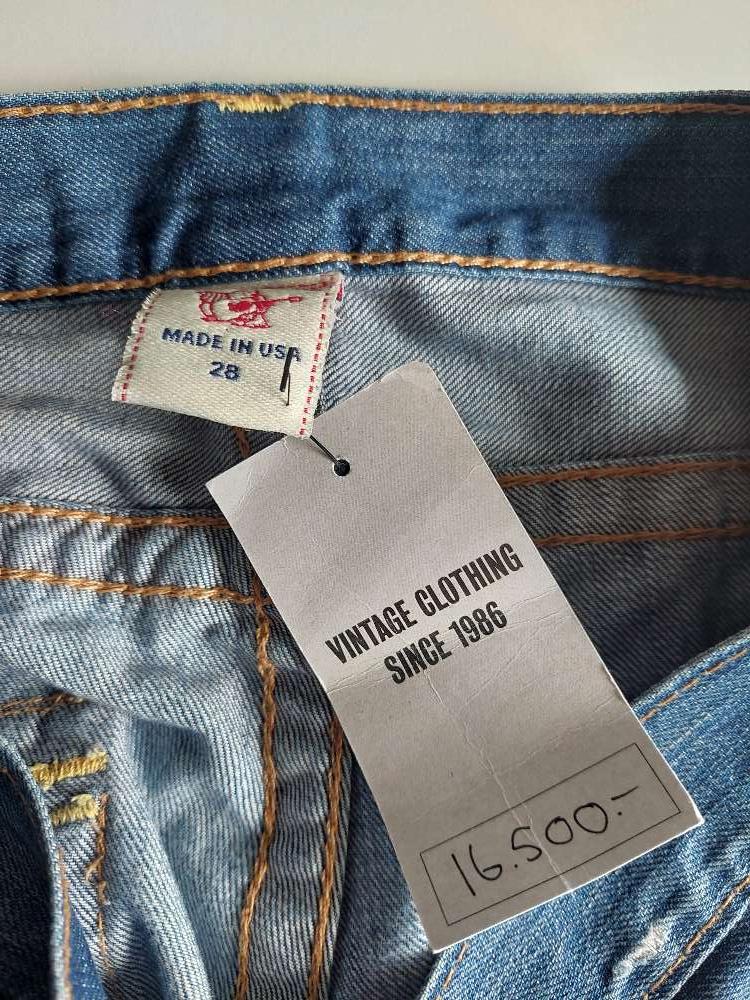 MADE IN USA
28
VINTAGE CLOTHING
SINCE 1986
16.500.-